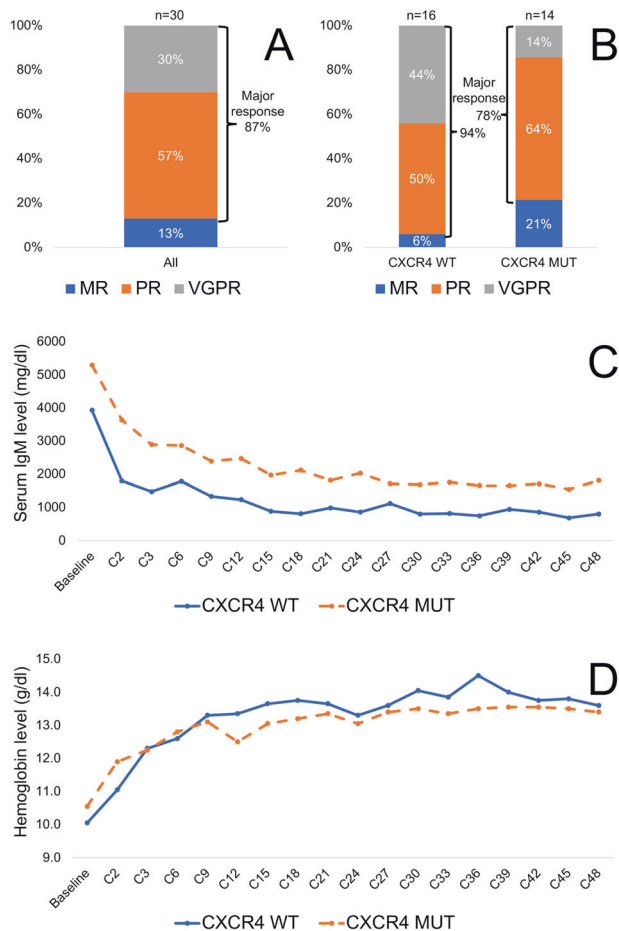 n=30
A
100%
80%
60%
40%
20%
0%
30%
57%
13%
Major
response
87%
All
MR PR VGPR
n=16 n=14
B
100%
80%
60%
40%
20%
0%
44%
50%
6%
Major
response
78%
94%
14%
64%
21%
CXCR4 WT CXCR4 MUT
MR PR VGPR
C
Serum IgM level (mg/dl)
6000
5000
4000
3000
2000
1000
0
Baseline C2 C3 C6 C9 C12 C15 C18 C21 C24 C27 C30 C33 C36 C39 C42 C45 C48
CXCR4 WT CXCR4 MUT
D
Hemoglobin level (g/dl)
15.0
14.0
13.0
12.0
11.0
10.0
9.0
Baseline C2 C3 C6 C9 C12 C15 C18 C21 C24 C27 C30 C33 C36 C39 C42 C45 C48
CXCR4 WT CXCR4 MUT